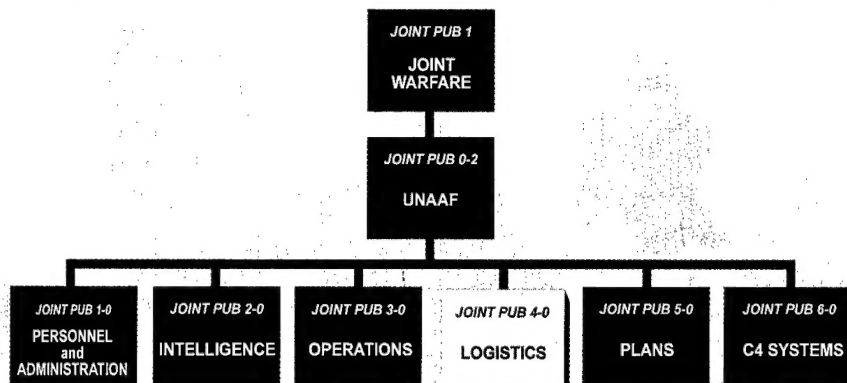 JOINT PUB 1
JOINT
WARFARE
JOINT PUB 0-2
UNAAF
JOINT PUB 1-0
PERSONNEL
and
ADMINISTRATION
JOINT PUB 2-0
INTELLIGENCE
JOINT PUB 3-0
OPERATIONS
JOINT PUB 4-0
LOGISTICS
JOINT PUB 5-0
PLANS
JOINT PUB 6-0
C4 SYSTEMS